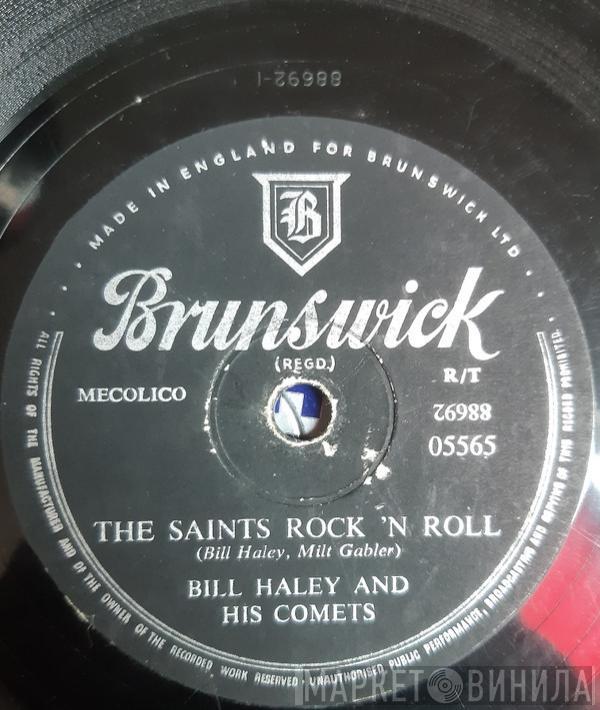 88692-1
MADE IN ENGLAND FOR BRUNSWICK LTD
B
Brunswick
(REGD.)
R/T
MECOLICO
88692
05565
THE SAINTS ROCK 'N ROLL
(Bill Haley, Milt Gabler)
BILL HALEY AND
HIS COMETS
ALL RIGHTS OF THE MANUFACTURER AND OF THE OWNER OF THE RECORDED WORK RESERVED · UNAUTHORISED PUBLIC PERFORMANCE, BROADCASTING AND COPYING OF THIS RECORD PROHIBITED.
МАРКЕТ ВИНИЛА